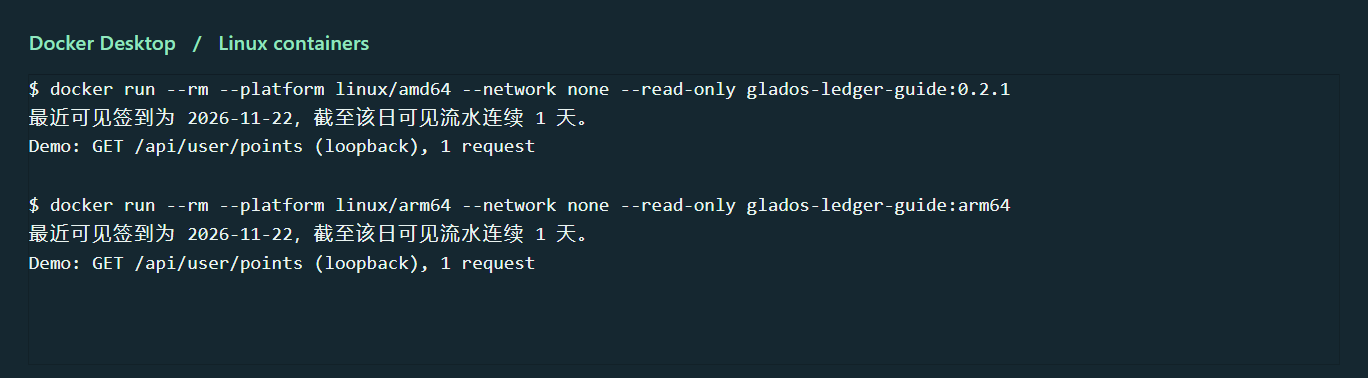 Docker Desktop / Linux containers
$ docker run --rm --platform linux/amd64 --network none --read-only glados-ledger-guide:0.2.1
最近可见签到为 2026-11-22, 截至该日可见流水连续 1 天。
Demo: GET /api/user/points (loopback), 1 request
$ docker run --rm --platform linux/arm64 --network none --read-only glados-ledger-guide:arm64
最近可见签到为 2026-11-22, 截至该日可见流水连续 1 天。
Demo: GET /api/user/points (loopback), 1 request